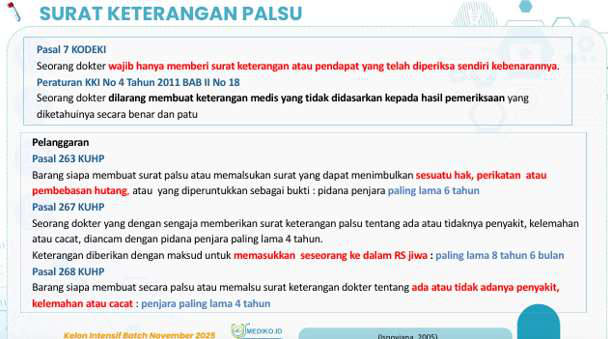 SURAT KETERANGAN PALSU
Pasal 7 KODEKI
Seorang dokter wajib hanya memberi surat keterangan atau pendapat yang telah diperiksa sendiri kebenarannya.
Peraturan KKI No 4 Tahun 2011 BAB II No 18
Seorang dokter dilarang membuat keterangan medis yang tidak didasarkan kepada hasil pemeriksaan yang
diketahuinya secara benar dan patu
Pelanggaran
Pasal 263 KUHP
Barang siapa membuat surat palsu atau memalsukan surat yang dapat menimbulkan sesuatu hak, perikatan atau
pembebasan hutang, atau yang diperuntukkan sebagai bukti : pidana penjara paling lama 6 tahun
Pasal 267 KUHP
Seorang dokter yang dengan sengaja memberikan surat keterangan palsu tentang ada atau tidaknya penyakit, kelemahan
atau cacat, diancam dengan pidana penjara paling lama 4 tahun.
Keterangan diberikan dengan maksud untuk memasukkan seseorang ke dalam RS jiwa : paling lama 8 tahun 6 bulan
Pasal 268 KUHP
Barang siapa membuat secara palsu atau memalsu surat keterangan dokter tentang ada atau tidak adanya penyakit,
kelemahan atau cacat : penjara paling lama 4 tahun
Kelon Intensif Batch November 2025
MEDIKO.ID
2005)